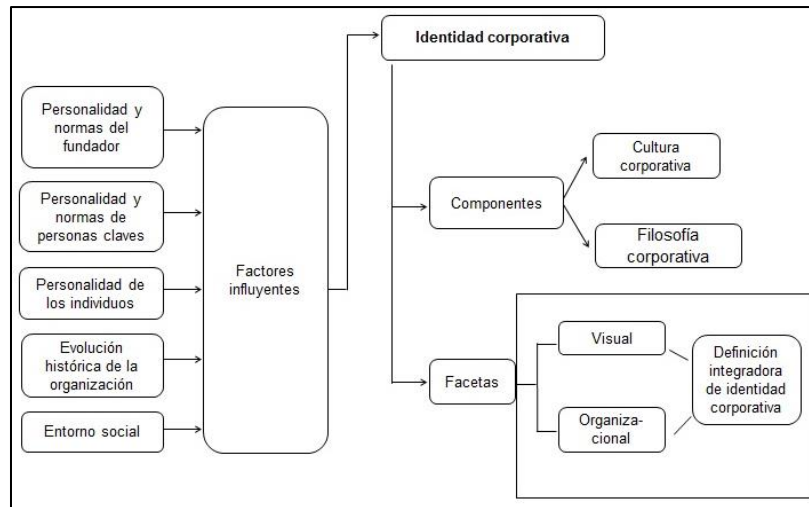 Identidad corporativa
Personalidad y
normas del
fundador
Personalidad y
normas de
personas claves
Personalidad de
los individuos
Evolución
histórica de la
organización
Entorno social
Factores
influyentes
Componentes
Cultura
corporativa
Filosofía
corporativa
Facetas
Visual
Organiza-
cional
Definición
integradora
de identidad
corporativa